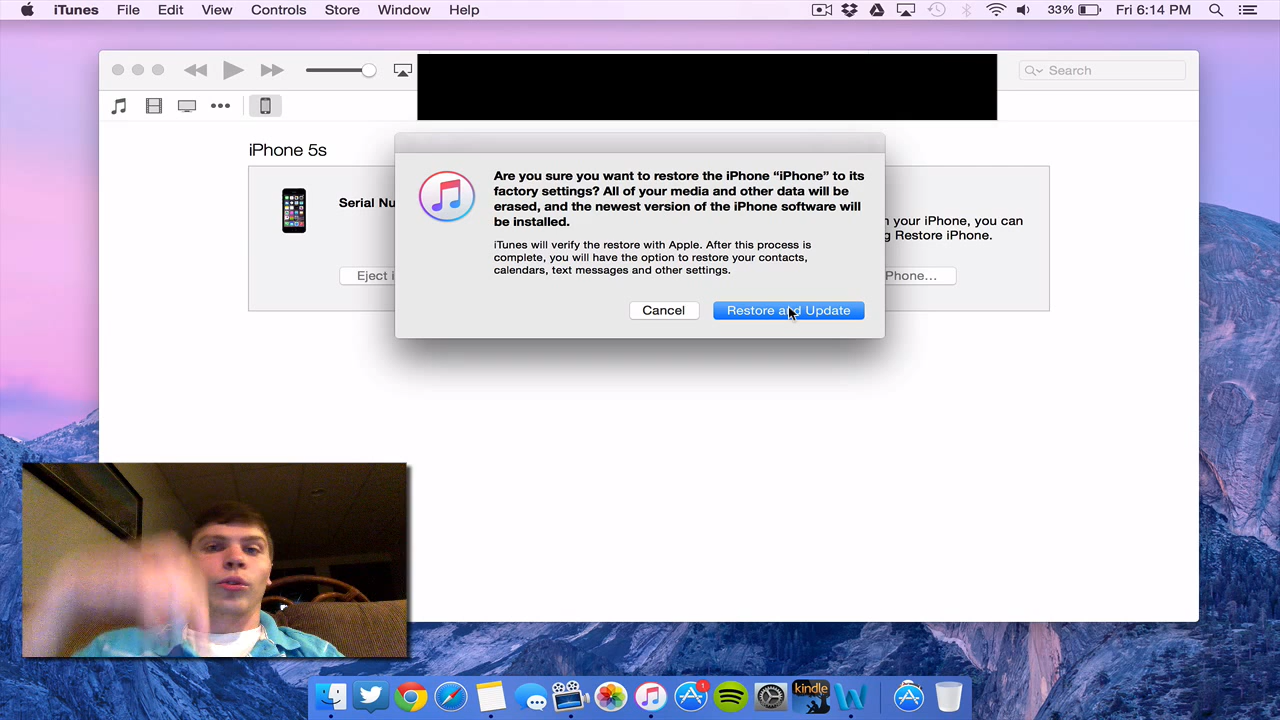 iTunes File Edit View Controls Store Window Help 33% Fri 6:14 PM
Search
iPhone 5s
Are you sure you want to restore the iPhone “iPhone” to its
factory settings? All of your media and other data will be
erased, and the newest version of the iPhone software will
be installed.
iTunes will verify the restore with Apple. After this process is
complete, you will have the option to restore your contacts,
calendars, text messages and other settings.
Cancel Restore and Update
Serial Nu
your iPhone, you can
Restore iPhone.
Eject i
Phone...
1
kindle